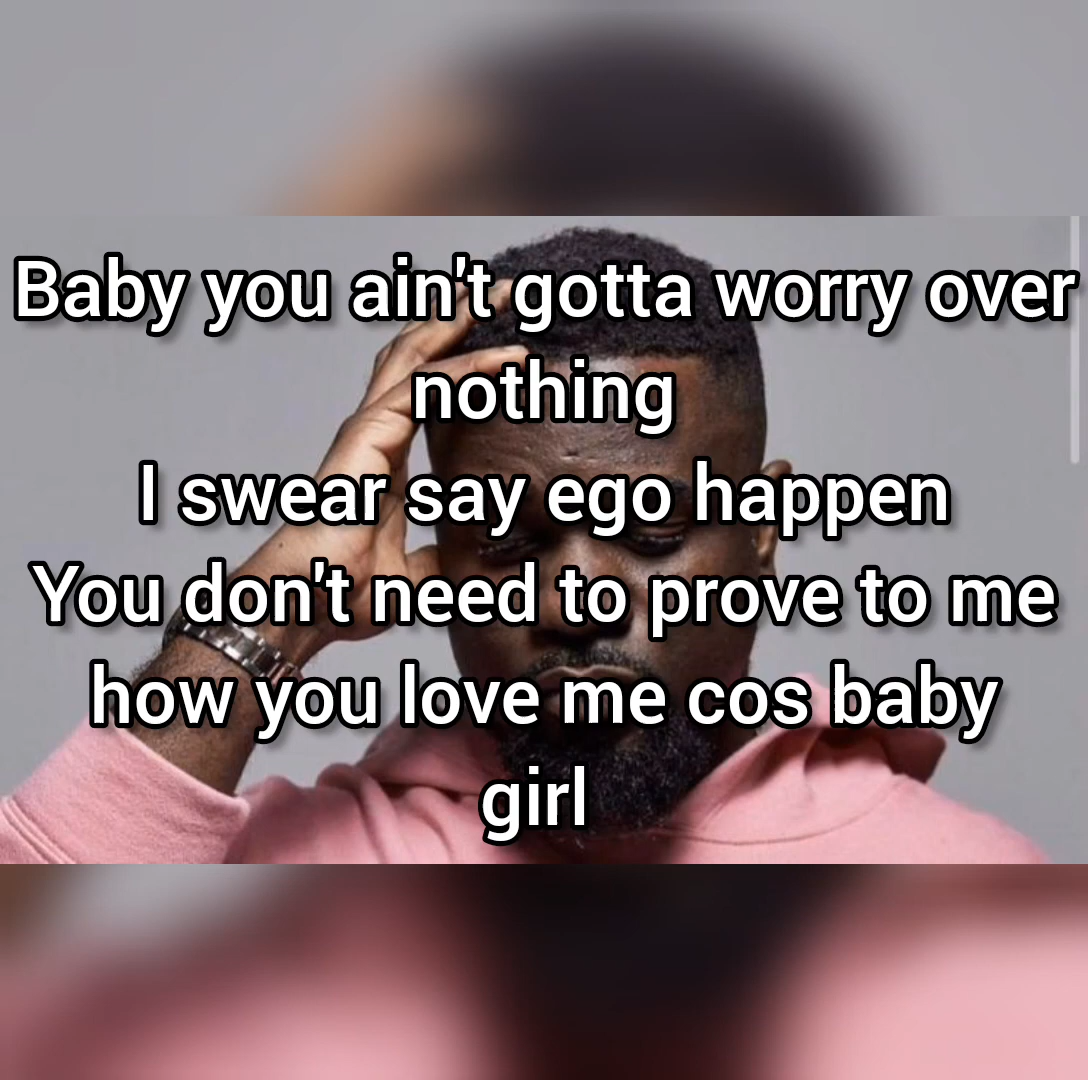 Baby you ain't gotta worry over
nothing
I swear say ego happen
You don't need to prove to me
how you love me cos baby
girl